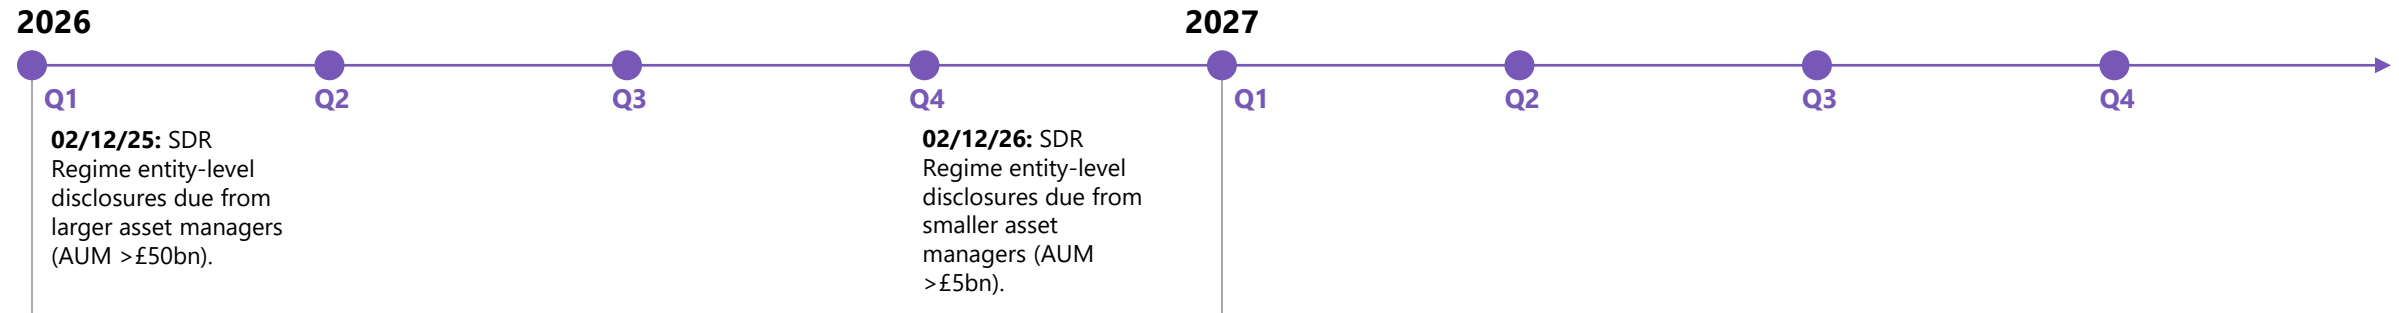 2026
2027
Q1
Q2
Q3
Q4
Q1
Q2
Q3
Q4
02/12/25: SDR
Regime entity-level
disclosures due from
larger asset managers
(AUM >£50bn).
02/12/26: SDR
Regime entity-level
disclosures due from
smaller asset
managers (AUM
>£5bn).